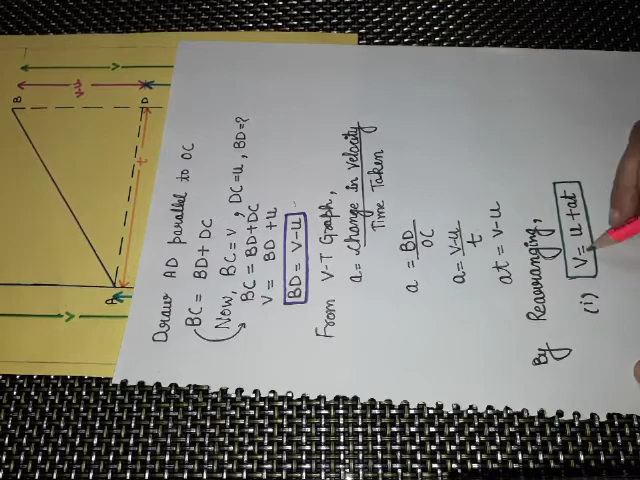 Draw AD parallel to OC
BC = BD + DC
Now, BC = V, DC = u, BD = ?
BC = BD + DC
V = BD + u
BD = V - u
From V-T Graph,
a = Change in Velocity
Time Taken
a = BD
OC
a = V-u
t
at = V-u
By Rearranging,
(i) V = u + at
B
V
V-u
D
t
A
V